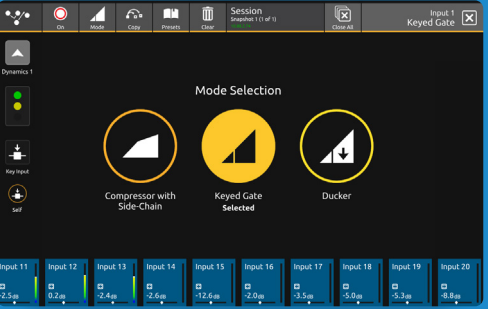 On
Mode
Copy
Presets
Clear
Session
Snapshot 1 (1 of 1)
Close All
Input 1
Keyed Gate
Dynamics 1
Key Input
Self
Mode Selection
Compressor with
Side-Chain
Keyed Gate
Selected
Ducker
Input 11
Input 12
Input 13
Input 14
Input 15
Input 16
Input 17
Input 18
Input 19
Input 20
-2.5dB
0.2dB
-2.4dB
-2.6dB
-12.6dB
-2.0dB
-3.5dB
-5.0dB
-5.3dB
-8.8dB